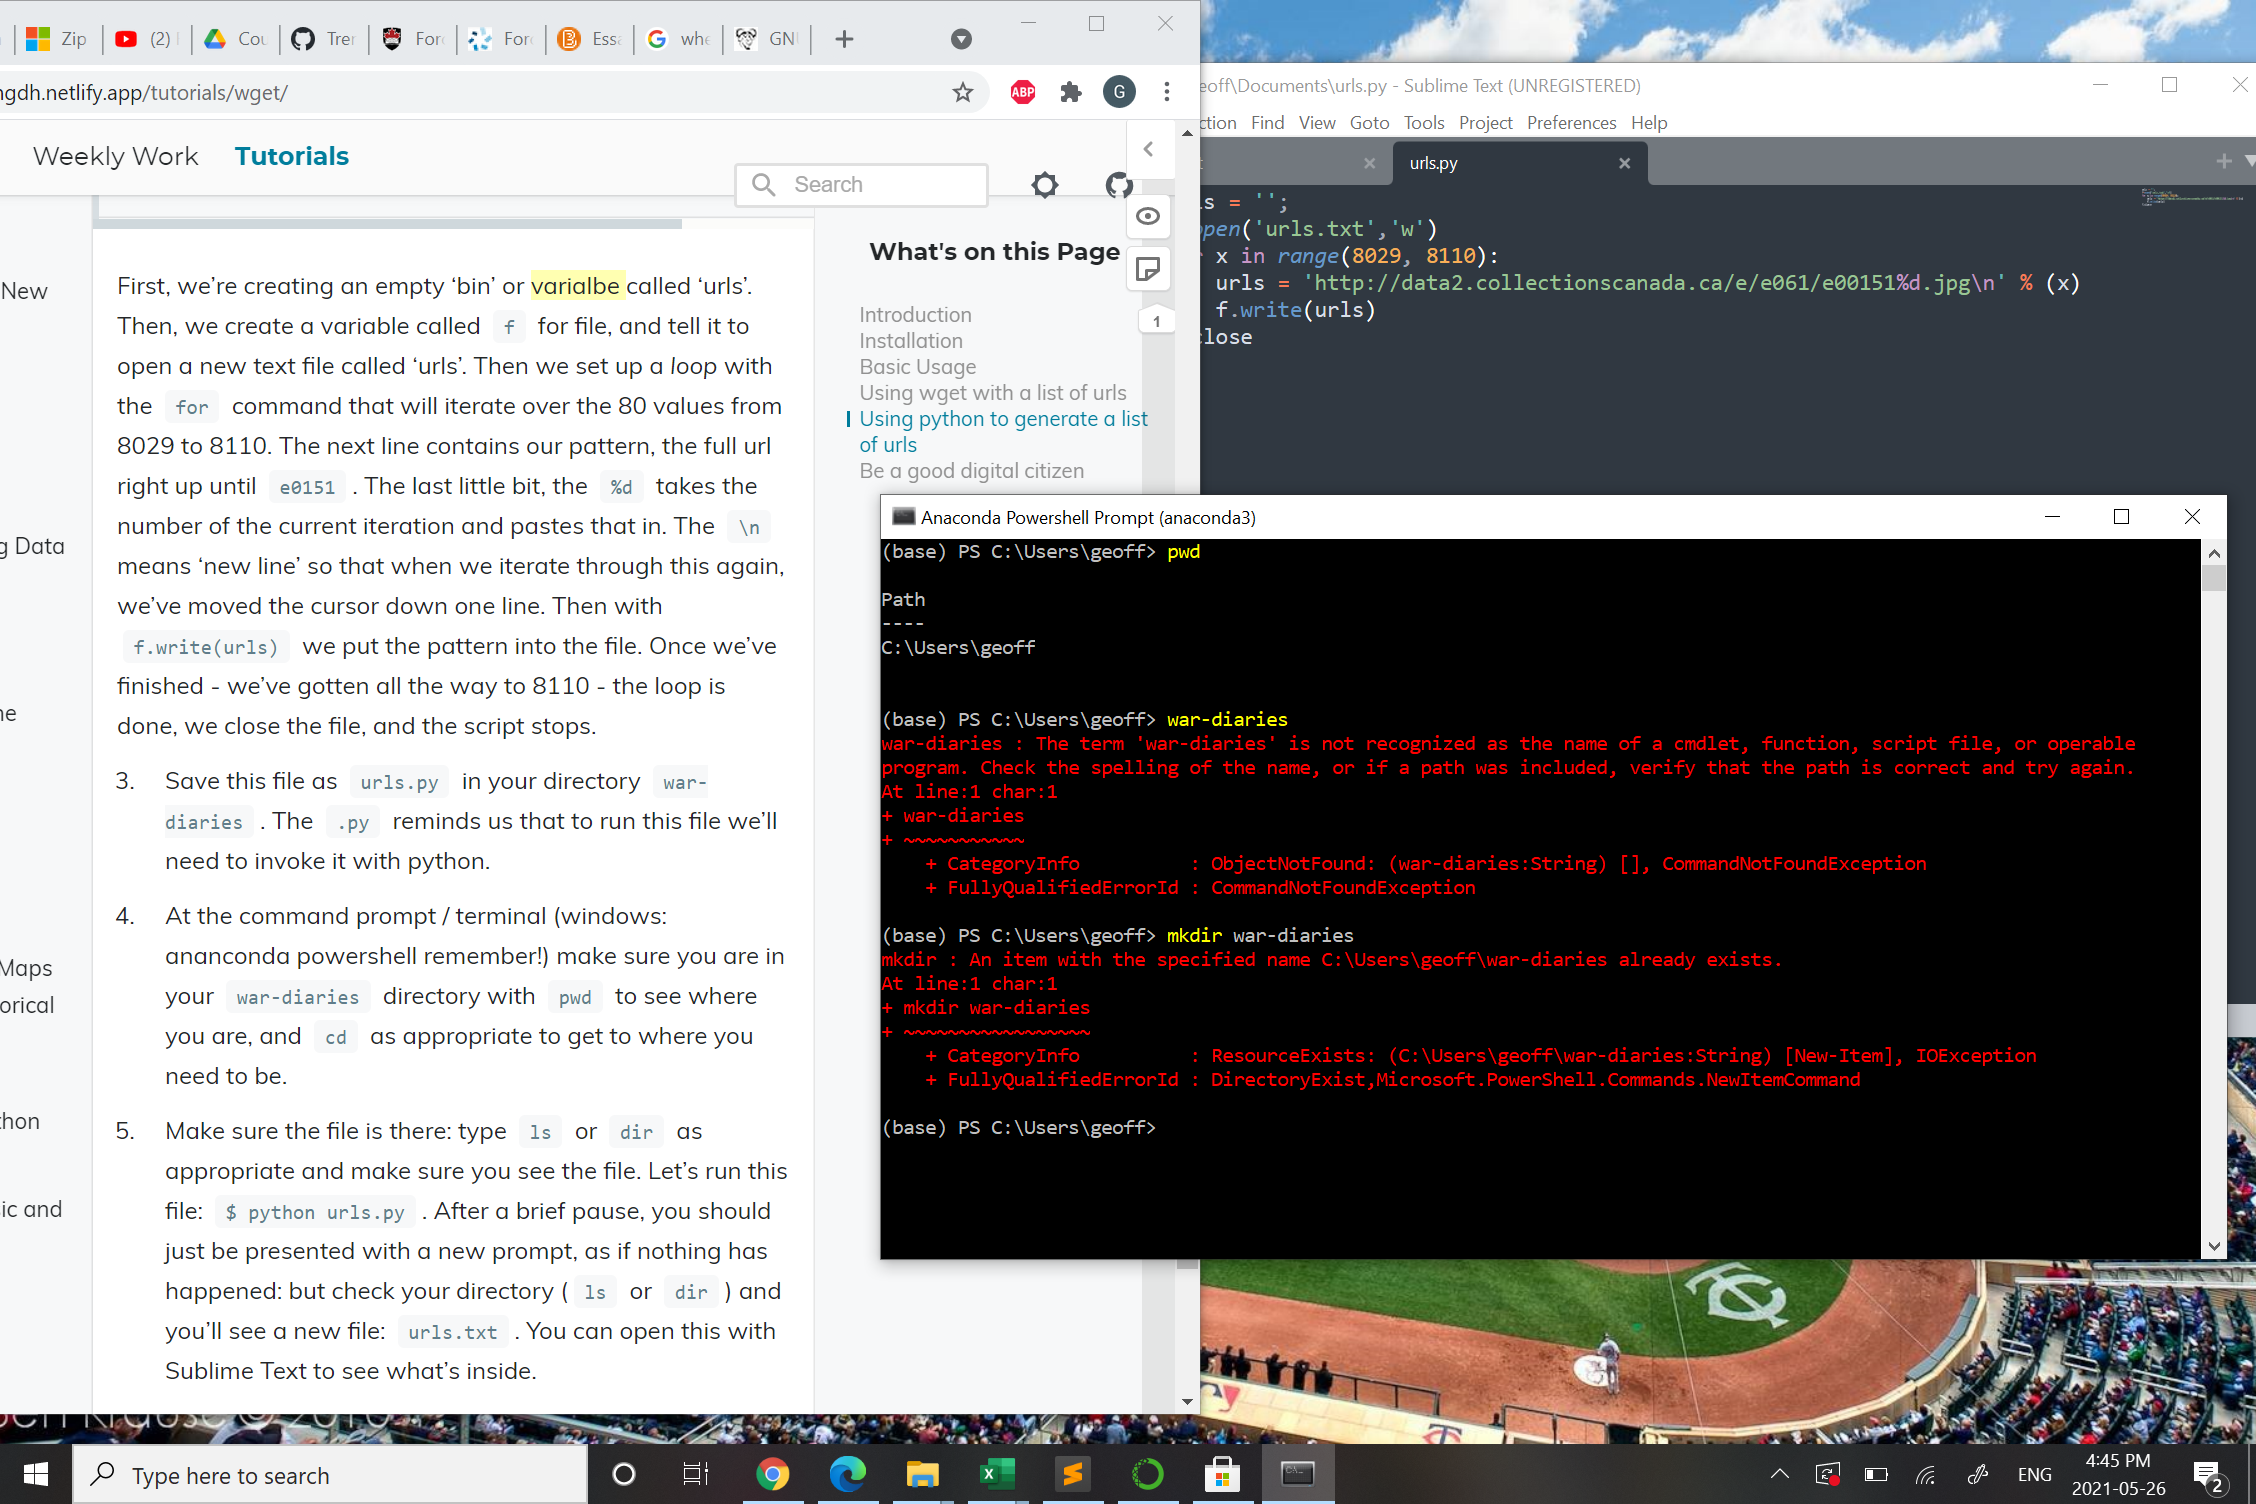 Zip
(2)
Cou
Trer
Forc
Forc
Essa
whe
GN
ngdh.netlify.app/tutorials/wget/
ABP
G
Weekly Work
Tutorials
Search
New
g Data
ne
Maps
orical
thon
ic and
First, we're creating an empty 'bin' or varialbe called 'urls'.
Then, we create a variable called f for file, and tell it to
open a new text file called 'urls'. Then we set up a loop with
the for command that will iterate over the 80 values from
8029 to 8110. The next line contains our pattern, the full url
right up until e0151 . The last little bit, the %d takes the
number of the current iteration and pastes that in. The \n
means 'new line' so that when we iterate through this again,
we've moved the cursor down one line. Then with
f.write(urls) we put the pattern into the file. Once we've
finished - we've gotten all the way to 8110 - the loop is
done, we close the file, and the script stops.
3. Save this file as urls.py in your directory war-
diaries . The .py reminds us that to run this file we'll
need to invoke it with python.
4. At the command prompt / terminal (windows:
ananconda powershell remember!) make sure you are in
your war-diaries directory with pwd to see where
you are, and cd as appropriate to get to where you
need to be.
5. Make sure the file is there: type ls or dir as
appropriate and make sure you see the file. Let's run this
file: $ python urls.py . After a brief pause, you should
just be presented with a new prompt, as if nothing has
happened: but check your directory ( ls or dir ) and
you'll see a new file: urls.txt . You can open this with
Sublime Text to see what's inside.
What's on this Page
1
Introduction
Installation
Basic Usage
Using wget with a list of urls
Using python to generate a list
of urls
Be a good digital citizen
eoff\Documents\urls.py - Sublime Text (UNREGISTERED)
ction Find View Goto Tools Project Preferences Help
t
urls.py
ls = '';
open('urls.txt','w')
r x in range(8029, 8110):
urls = 'http://data2.collectionscanada.ca/e/e061/e00151%d.jpg\n' % (x)
f.write(urls)
close
Anaconda Powershell Prompt (anaconda3)
(base) PS C:\Users\geoff> pwd
Path
----
C:\Users\geoff
(base) PS C:\Users\geoff> war-diaries
war-diaries : The term 'war-diaries' is not recognized as the name of a cmdlet, function, script file, or operable
program. Check the spelling of the name, or if a path was included, verify that the path is correct and try again.
At line:1 char:1
+ war-diaries
+ ~~~~~~~~~~~
+ CategoryInfo : ObjectNotFound: (war-diaries:String) [], CommandNotFoundException
+ FullyQualifiedErrorId : CommandNotFoundException
(base) PS C:\Users\geoff> mkdir war-diaries
mkdir : An item with the specified name C:\Users\geoff\war-diaries already exists.
At line:1 char:1
+ mkdir war-diaries
+ ~~~~~~~~~~~~~~~~~
+ CategoryInfo : ResourceExists: (C:\Users\geoff\war-diaries:String) [New-Item], IOException
+ FullyQualifiedErrorId : DirectoryExist,Microsoft.PowerShell.Commands.NewItemCommand
(base) PS C:\Users\geoff>
TC
Type here to search
ENG
4:45 PM
2021-05-26
2